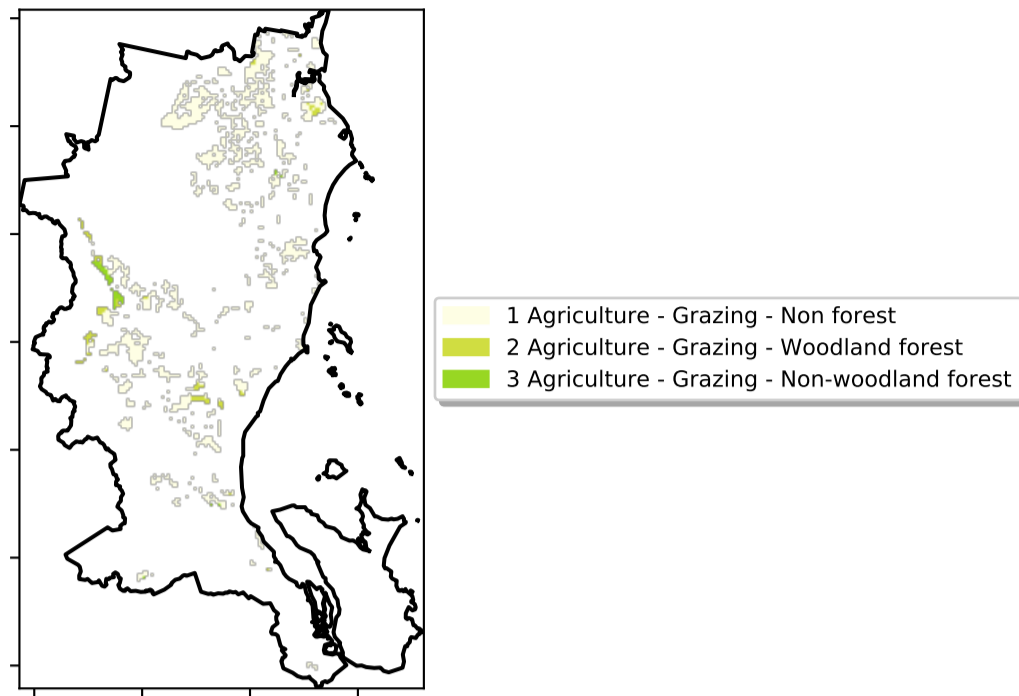 1 Agriculture - Grazing - Non forest
2 Agriculture - Grazing - Woodland forest
3 Agriculture - Grazing - Non-woodland forest